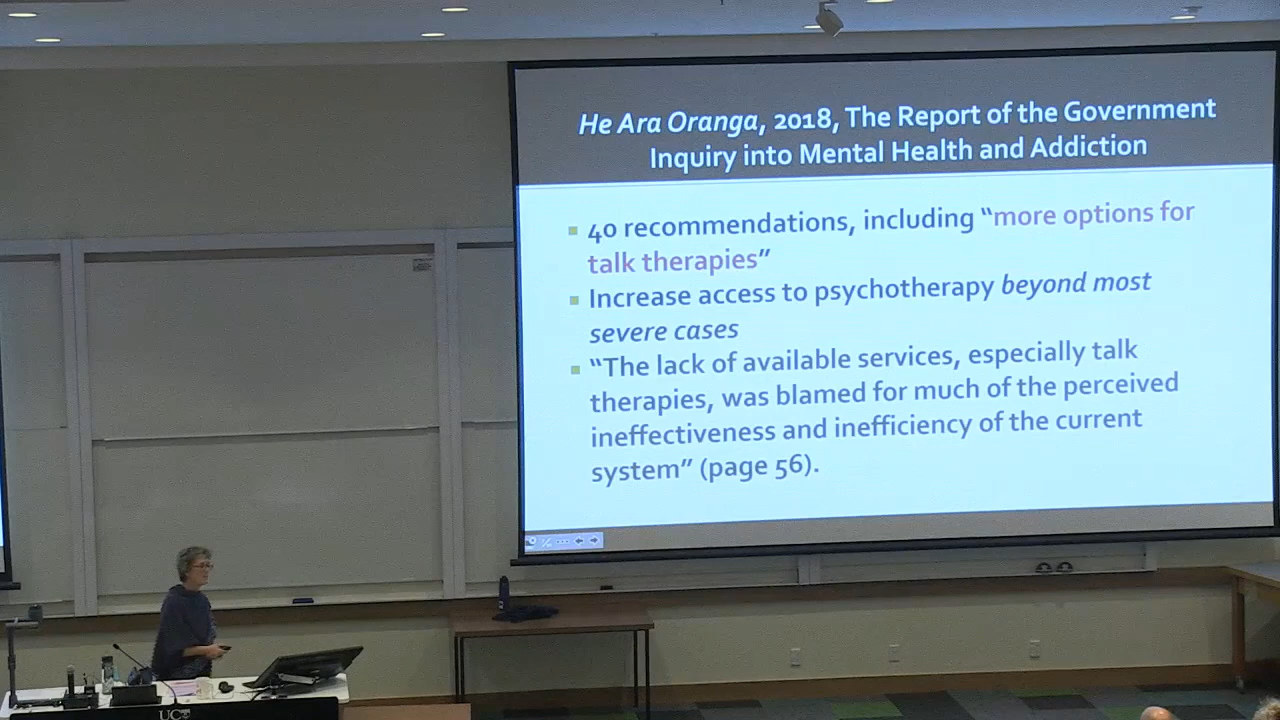 He Ara Oranga, 2018, The Report of the Government
Inquiry into Mental Health and Addiction
40 recommendations, including “more options for
talk therapies”
Increase access to psychotherapy beyond most
severe cases
“The lack of available services, especially talk
therapies, was blamed for much of the perceived
ineffectiveness and inefficiency of the current
system” (page 56).
UC